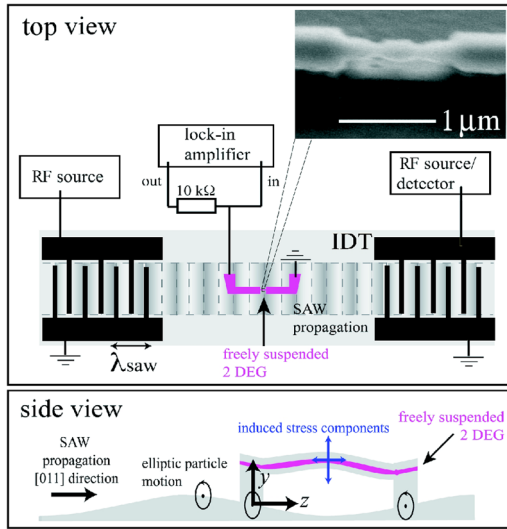 top view
1 μm
lock-in
amplifier
RF source
out
in
10 kΩ
RF source/
detector
IDT
SAW
propagation
λsaw
freely suspended
2 DEG
side view
SAW
propagation
[011] direction
elliptic particle
motion
induced stress components
freely suspended
2 DEG
y
z